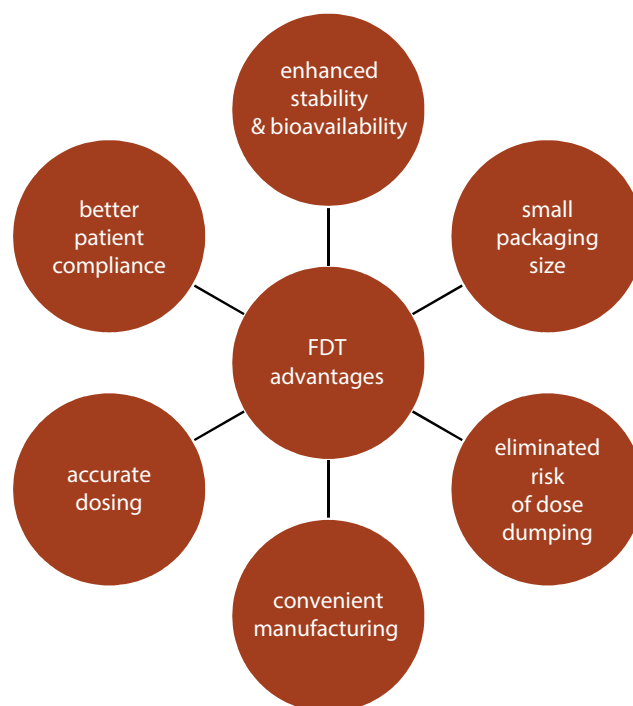 enhanced
stability
& bioavailability
better
patient
compliance
small
packaging
size
FDT
advantages
accurate
dosing
eliminated
risk
of dose
dumping
convenient
manufacturing